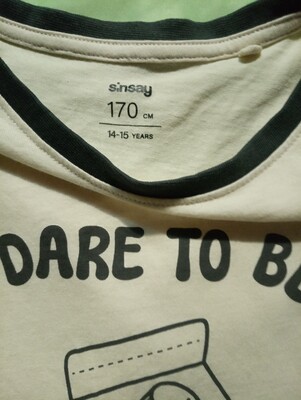 sinsay
170 CM
14-15 YEARS
DARE TO BE